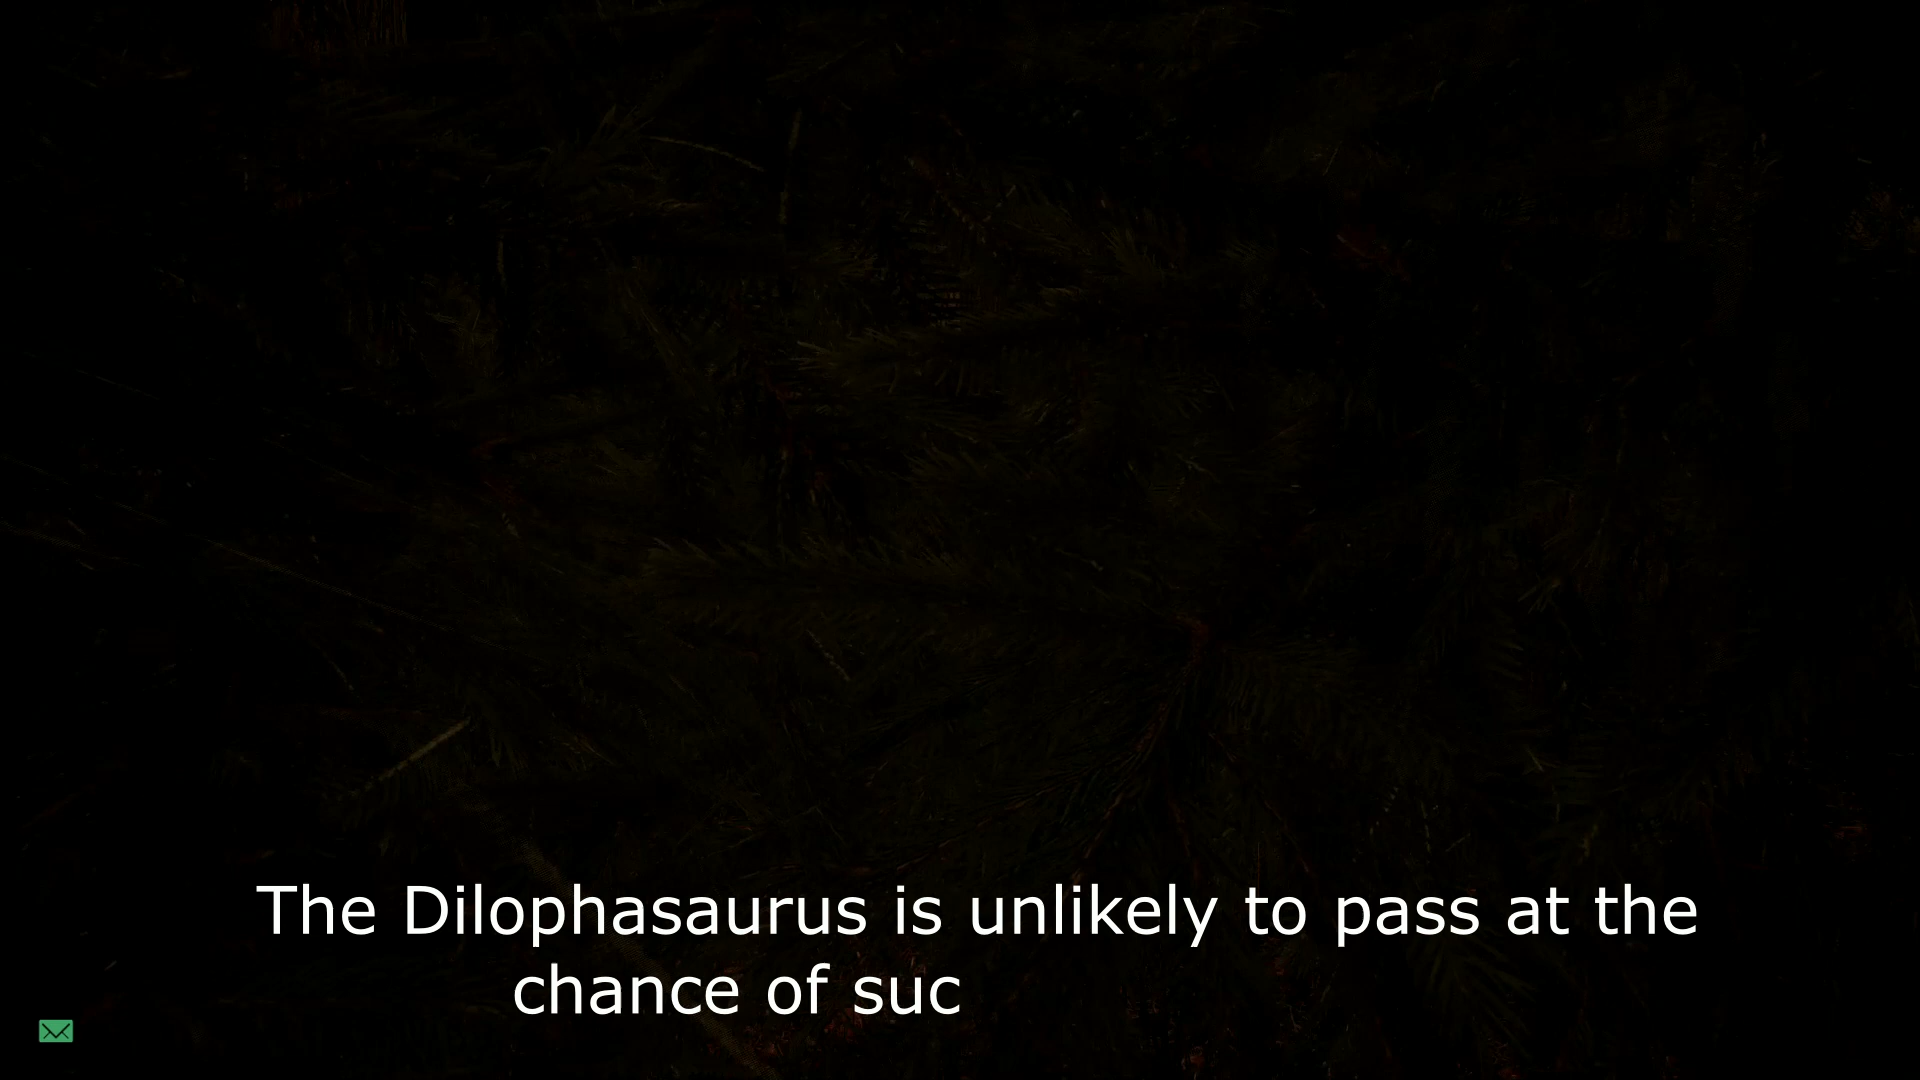 The Dilophasaurus is unlikely to pass at the
chance of suc